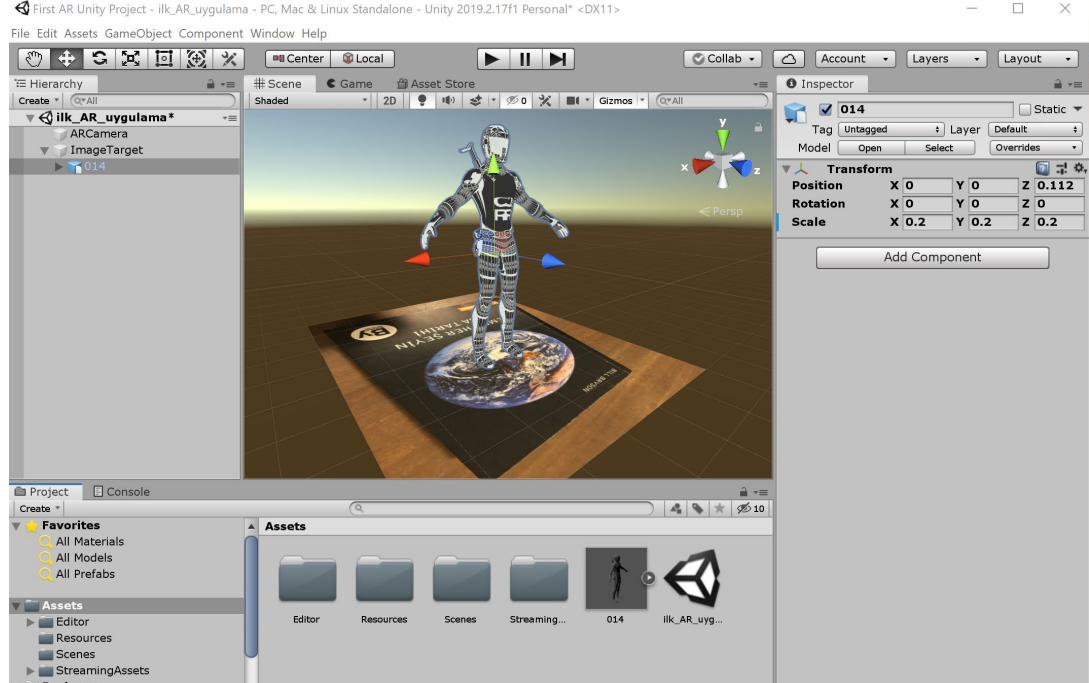 First AR Unity Project - ilk_AR_uygulama - PC, Mac & Linux Standalone - Unity 2019.2.17f1 Personal* <DX11>
File Edit Assets GameObject Component Window Help
Center Local Collab Account Layers Layout
Hierarchy
Create All
ilk_AR_uygulama*
ARCamera
ImageTarget
014
Scene Game Asset Store
Shaded 2D 0 Gizmos All
y
x z
Persp
By
HER ŞEYİN
BILL BRYSON
Inspector
014 Static
Tag Untagged Layer Default
Model Open Select Overrides
Transform
Position X 0 Y 0 Z 0.112
Rotation X 0 Y 0 Z 0
Scale X 0.2 Y 0.2 Z 0.2
Add Component
Project Console
Create 10
Favorites
All Materials
All Models
All Prefabs
Assets
Editor
Resources
Scenes
StreamingAssets
Assets
Editor Resources Scenes Streaming... 014 ilk_AR_uyg...